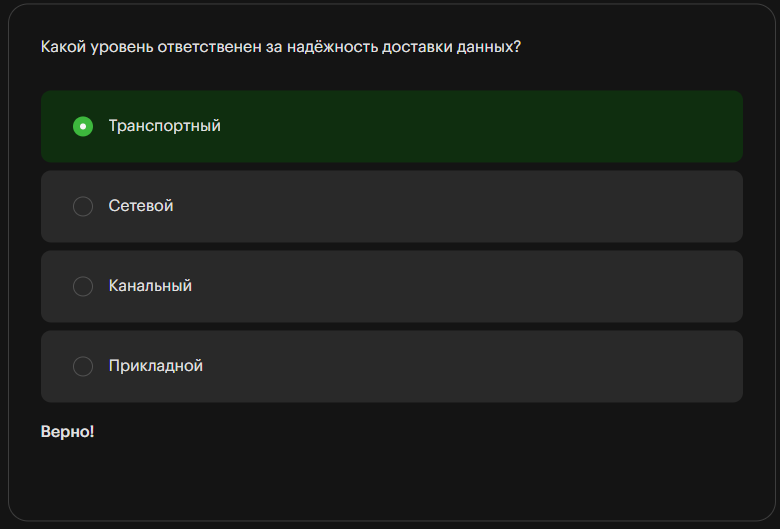 Какой уровень ответственен за надёжность доставки данных?
Транспортный
Сетевой
Канальный
Прикладной
Верно!